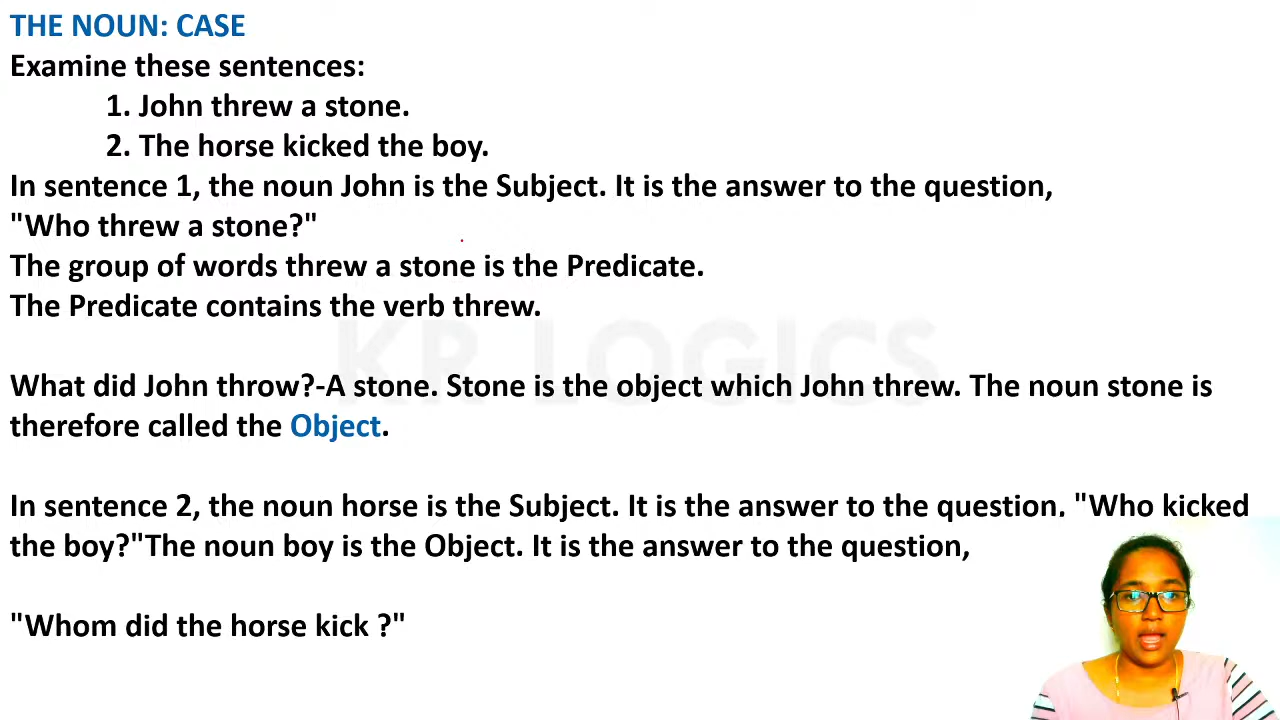 THE NOUN: CASE
Examine these sentences:
1. John threw a stone.
2. The horse kicked the boy.
In sentence 1, the noun John is the Subject. It is the answer to the question,
"Who threw a stone?"
The group of words threw a stone is the Predicate.
The Predicate contains the verb threw.
KR LOGICS
What did John throw?-A stone. Stone is the object which John threw. The noun stone is
therefore called the Object.
In sentence 2, the noun horse is the Subject. It is the answer to the question. "Who kicked
the boy?"The noun boy is the Object. It is the answer to the question,
"Whom did the horse kick ?"